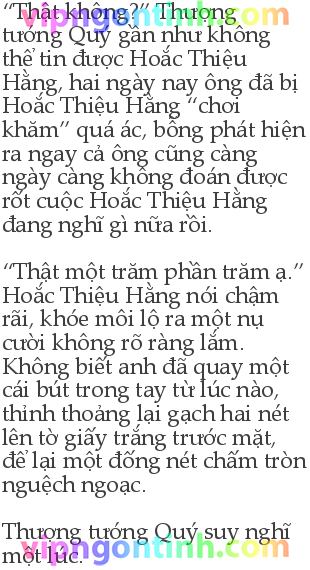 “Thật không?” Thượng
vipngontinh.com
tướng Quý gần như không
thể tin được Hoắc Thiệu
Hằng, hai ngày nay ông đã bị
Hoắc Thiệu Hằng “chơi
khăm” quá ác, bỗng phát hiện
ra ngay cả ông cũng càng
ngày càng không đoán được
rốt cuộc Hoắc Thiệu Hằng
đang nghĩ gì nữa rồi.
“Thật một trăm phần trăm ạ.”
Hoắc Thiệu Hằng nói chậm
rãi, khóe môi lộ ra một nụ
cười không rõ ràng lắm.
Không biết anh đã quay một
cái bút trong tay từ lúc nào,
thỉnh thoảng lại gạch hai nét
lên tờ giấy trắng trước mặt,
để lại một đống nét chấm tròn
nguệch ngoạc.
Thượng tướng Quý suy nghĩ
vipngontinh.com
một lúc.